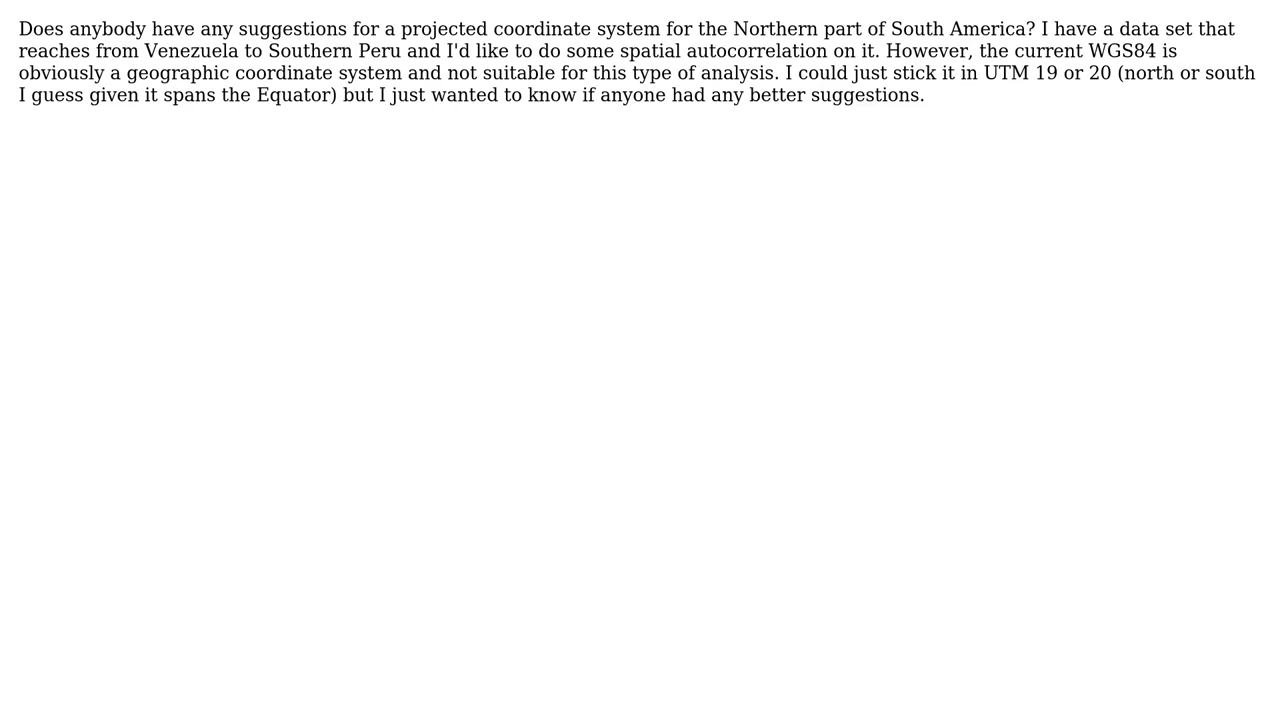 Does anybody have any suggestions for a projected coordinate system for the Northern part of South America? I have a data set that
reaches from Venezuela to Southern Peru and I'd like to do some spatial autocorrelation on it. However, the current WGS84 is
obviously a geographic coordinate system and not suitable for this type of analysis. I could just stick it in UTM 19 or 20 (north or south
I guess given it spans the Equator) but I just wanted to know if anyone had any better suggestions.